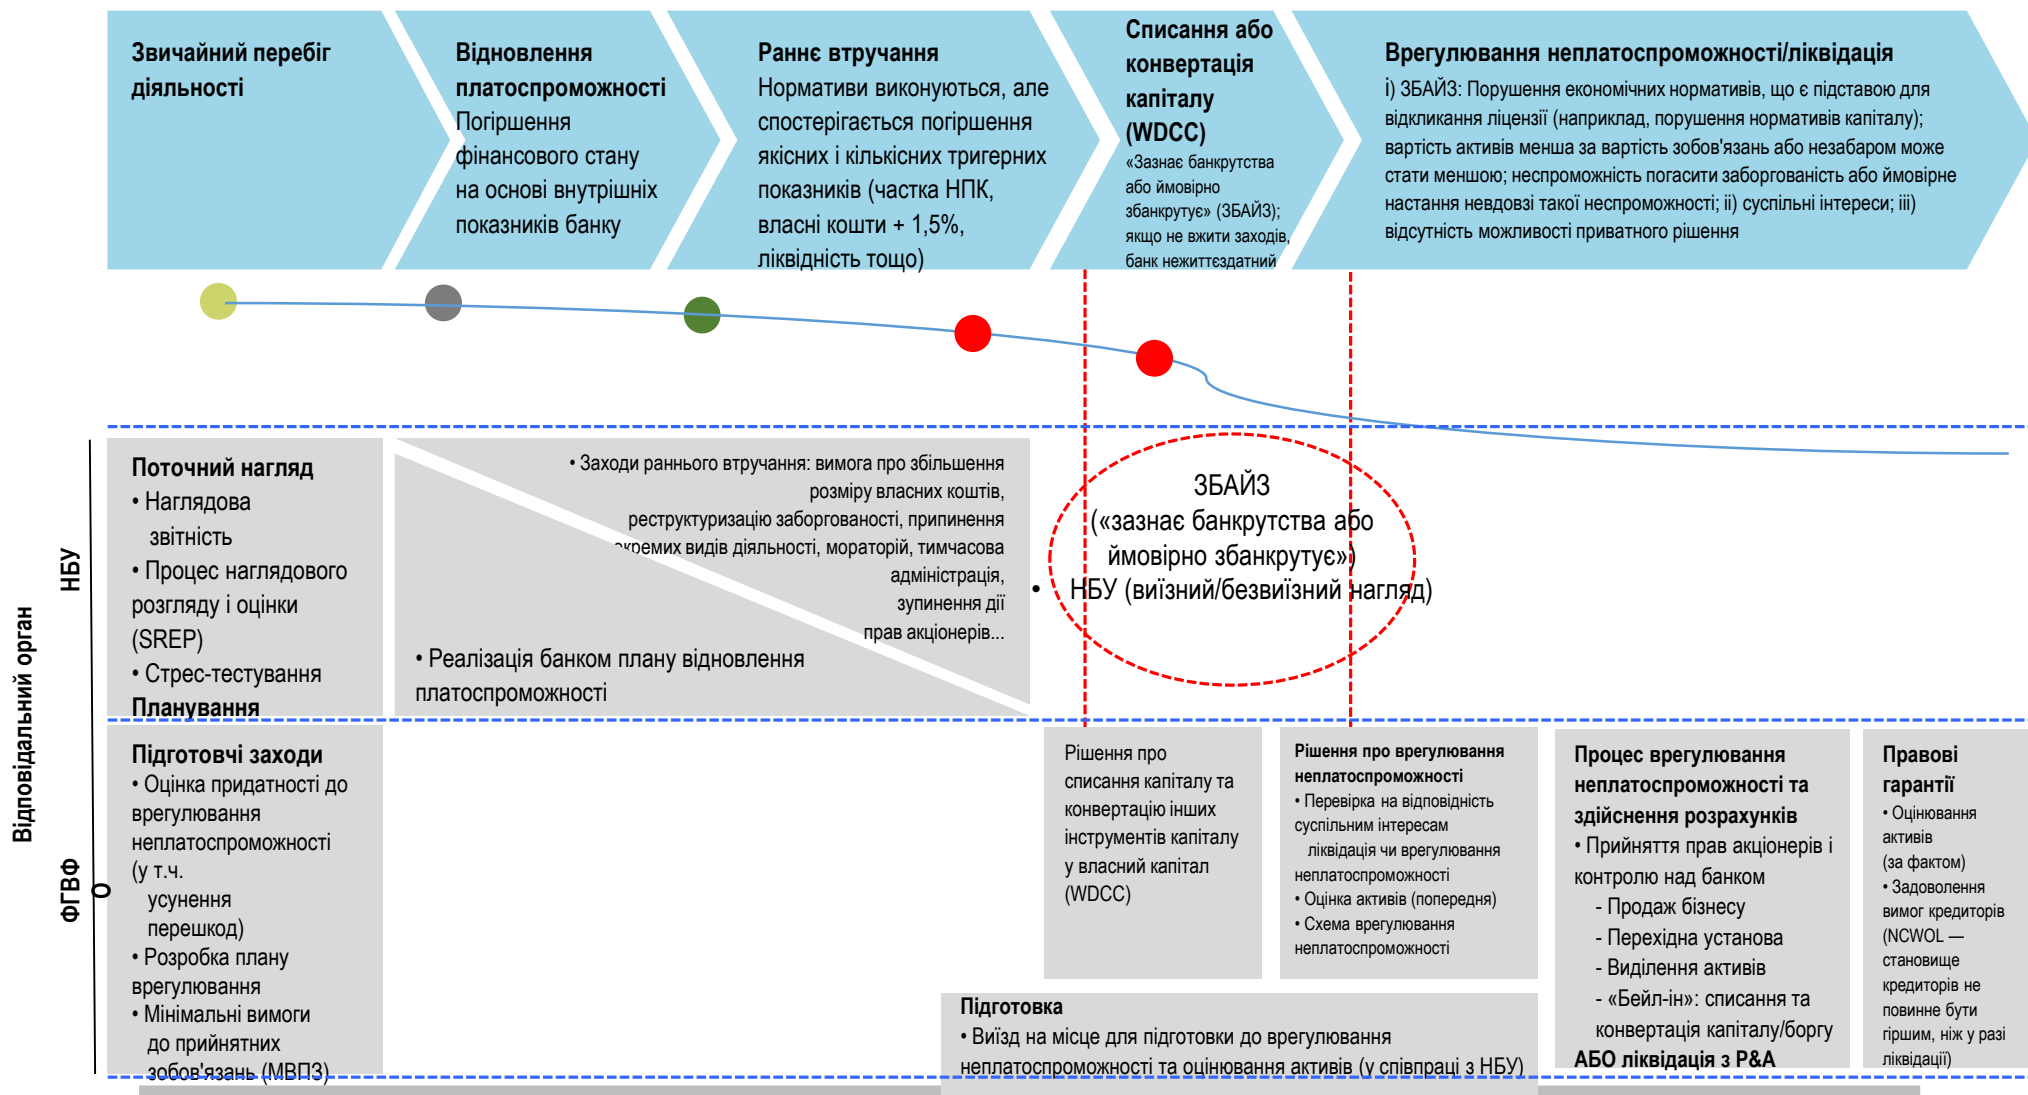 Звичайний перебіг
діяльності
Відновлення
платоспроможності
Погіршення
фінансового стану
на основі внутрішніх
показників банку
Раннє втручання
Нормативи виконуються, але
спостерігається погіршення
якісних і кількісних тригерних
показників (частка НПК,
власні кошти + 1,5%,
ліквідність тощо)
Списання або
конвертація
капіталу
(WDCC)
«Зазнає банкрутства
або ймовірно
збанкрутує» (ЗБАЙЗ);
якщо не вжити заходів,
банк нежиттєздатний
Врегулювання неплатоспроможності/ліквідація
і) ЗБАЙЗ: Порушення економічних нормативів, що є підставою для
відкликання ліцензії (наприклад, порушення нормативів капіталу);
вартість активів менша за вартість зобов'язань або незабаром може
стати меншою; неспроможність погасити заборгованість або ймовірне
настання невдовзі такої неспроможності; іі) суспільні інтереси; ііі)
відсутність можливості приватного рішення
Відповідальний орган
НБУ
Поточний нагляд
• Наглядова
звітність
• Процес наглядового
розгляду і оцінки
(SREP)
• Стрес-тестування
Планування
• Заходи раннього втручання: вимога про збільшення
розміру власних коштів,
реструктуризацію заборгованості, припинення
окремих видів діяльності, мораторій, тимчасова
адміністрація,
зупинення дії
прав акціонерів...
• Реалізація банком плану відновлення
платоспроможності
ЗБАЙЗ
(«зазнає банкрутства або
ймовірно збанкрутує»)
• НБУ (виїзний/безвиїзний нагляд)
ФГВФ
О
Підготовчі заходи
• Оцінка придатності до
врегулювання
неплатоспроможності
(у т.ч.
усунення
перешкод)
• Розробка плану
врегулювання
• Мінімальні вимоги
до прийнятних
зобов'язань (МВПЗ)
Рішення про
списання капіталу та
конвертацію інших
інструментів капіталу
у власний капітал
(WDCC)
Рішення про врегулювання
неплатоспроможності
• Перевірка на відповідність
суспільним інтересам
ліквідація чи врегулювання
неплатоспроможності
• Оцінка активів (попередня)
• Схема врегулювання
неплатоспроможності
Підготовка
• Виїзд на місце для підготовки до врегулювання
неплатоспроможності та оцінювання активів (у співпраці з НБУ)
Процес врегулювання
неплатоспроможності та
здійснення розрахунків
• Прийняття прав акціонерів і
контролю над банком
- Продаж бізнесу
- Перехідна установа
- Виділення активів
- «Бейл-ін»: списання та
конвертація капіталу/боргу
АБО ліквідація з P&A
Правові
гарантії
• Оцінювання
активів
(за фактом)
• Задоволення
вимог кредиторів
(NCWOL —
становище
кредиторів не
повинне бути
гіршим, ніж у разі
ліквідації)